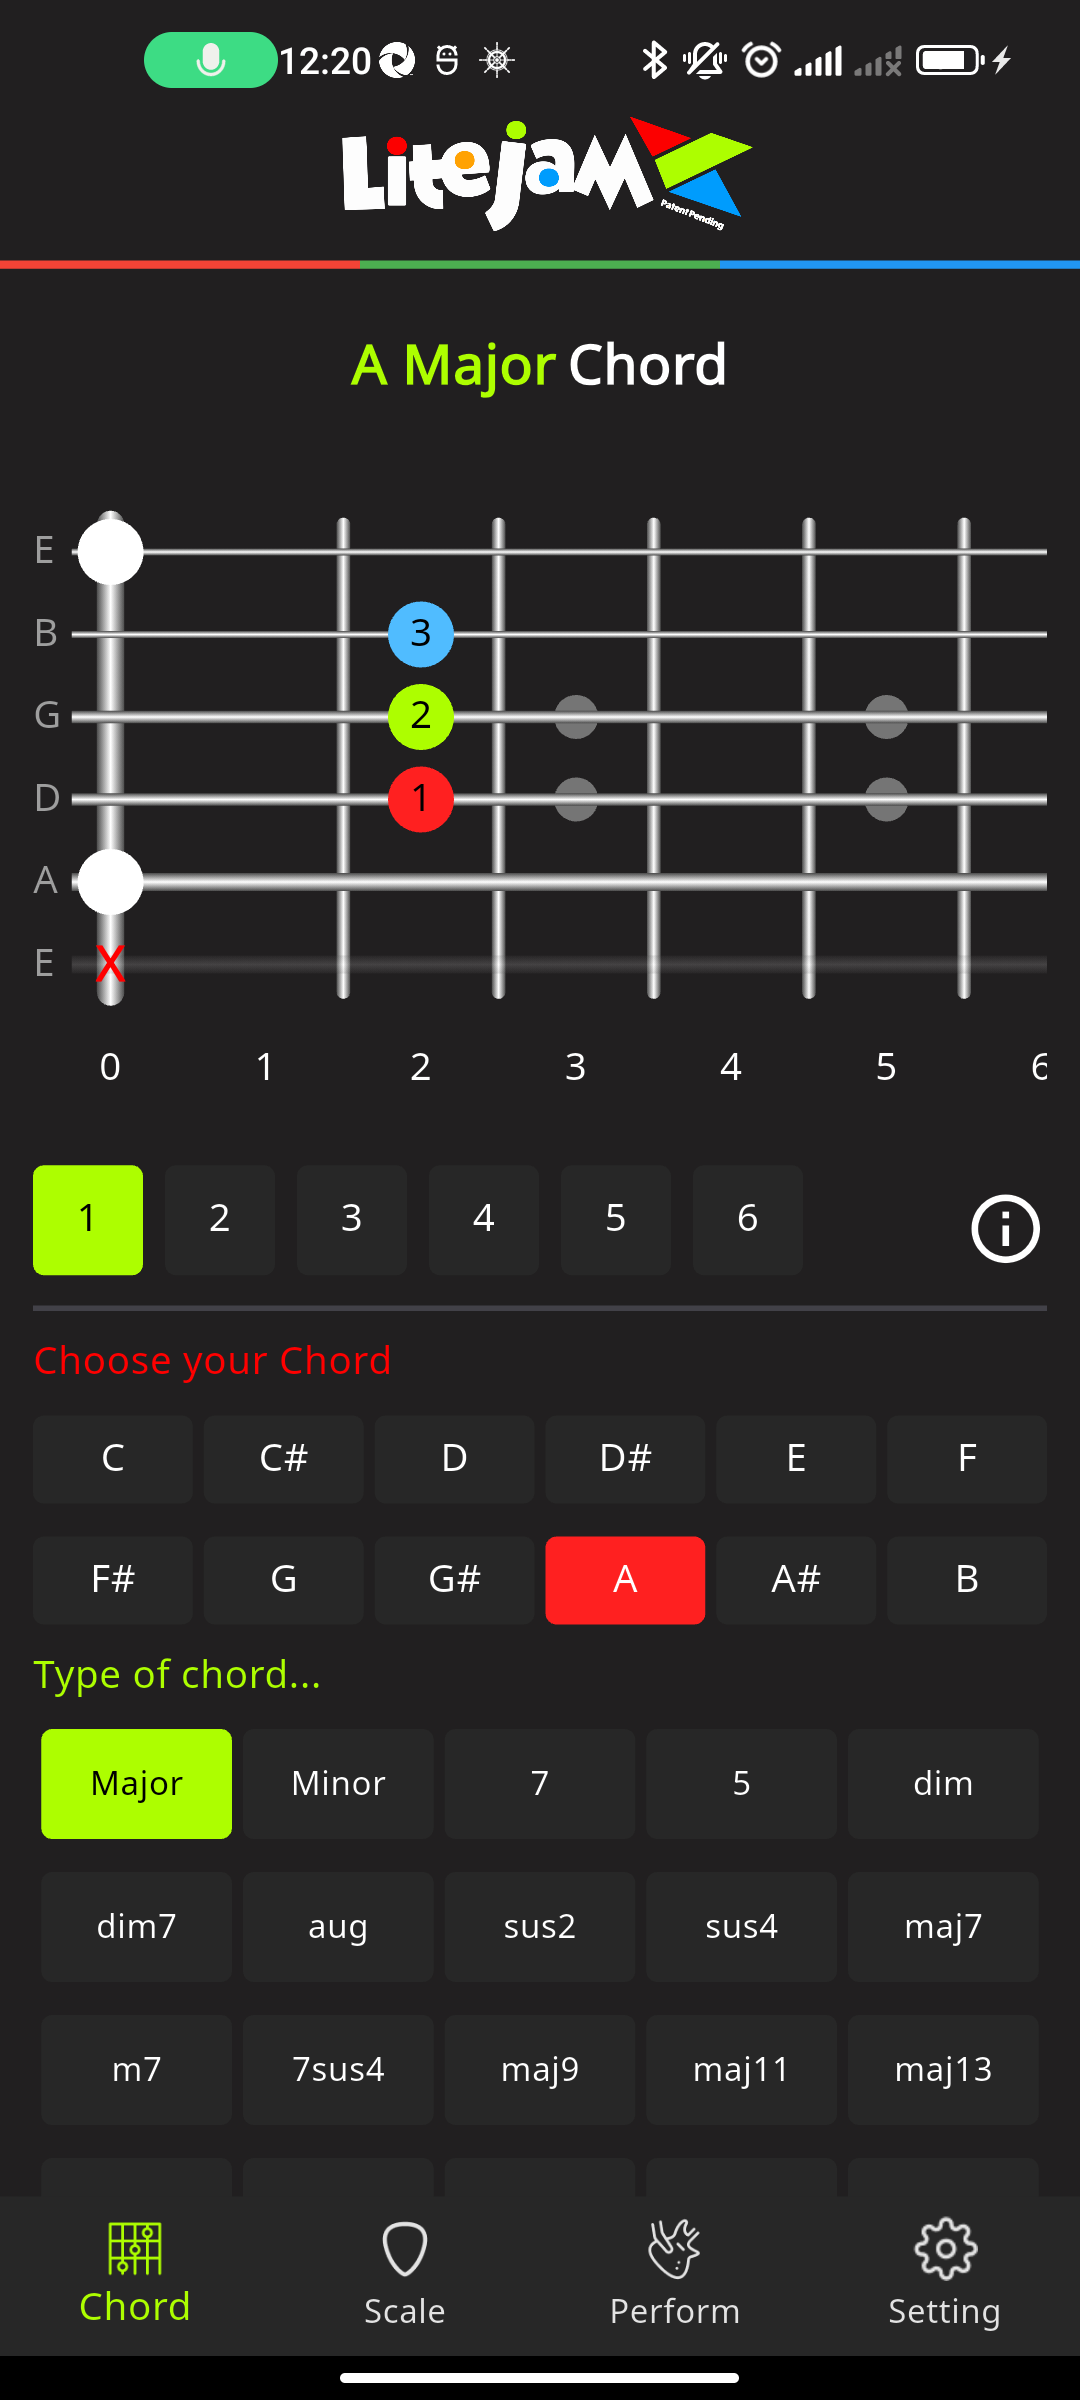 12:20
Litejam
Patent Pending
A Major Chord
E
B 3
G 2
D 1
A
E X
0 1 2 3 4 5 6
1 2 3 4 5 6
Choose your Chord
C C# D D# E F
F# G G# A A# B
Type of chord...
Major Minor 7 5 dim
dim7 aug sus2 sus4 maj7
m7 7sus4 maj9 maj11 maj13
Chord Scale Perform Setting